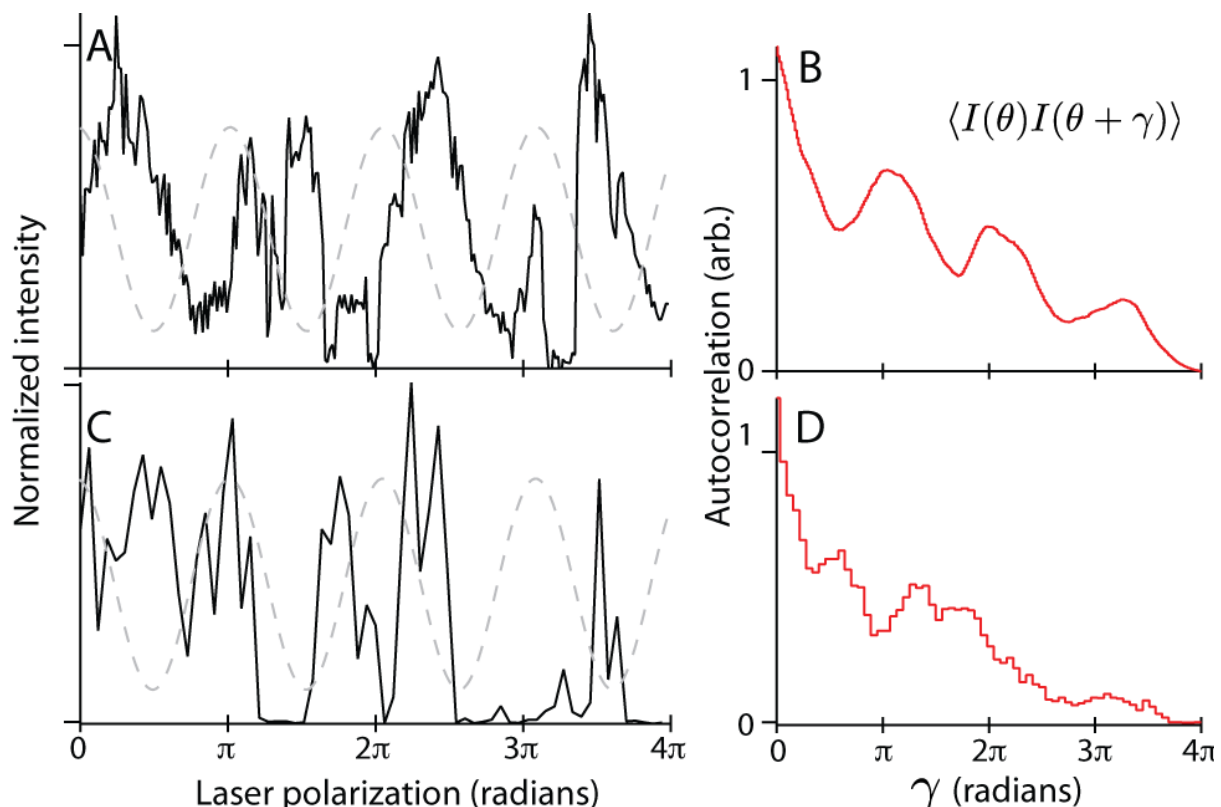 A
Normalized intensity
C
0 π 2π 3π 4π
Laser polarization (radians)
B
1
⟨I(θ)I(θ + γ)⟩
0
Autocorrelation (arb.)
D
1
0
0 π 2π 3π 4π
γ (radians)